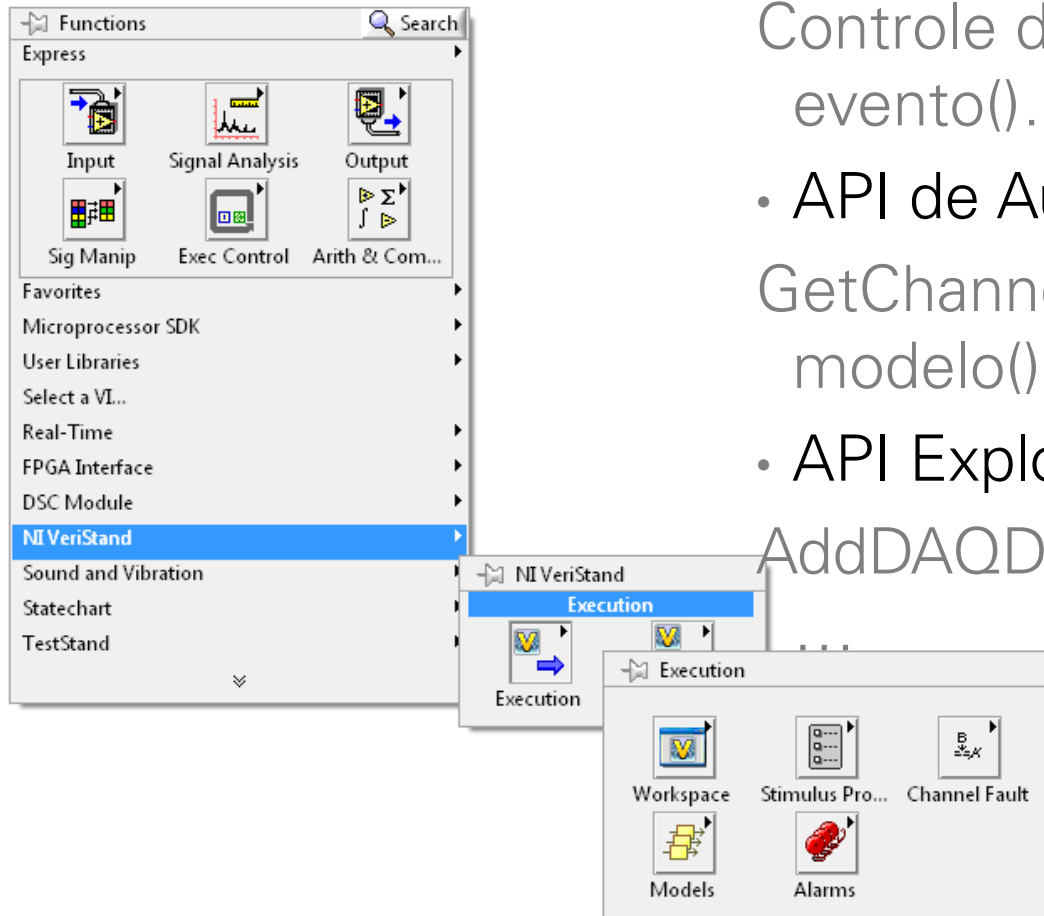 Functions
Search
Express
Input
Signal Analysis
Output
Sig Manip
Exec Control
Arith & Com...
Favorites
Microprocessor SDK
User Libraries
Select a VI...
Real-Time
FPGA Interface
DSC Module
NI VeriStand
Sound and Vibration
Statechart
TestStand
NI VeriStand
Execution
Execution
Execution
Workspace
Stimulus Pro...
Channel Fault
Models
Alarms
Controle d
evento().
• API de Au
GetChann
modelo()
• API Explo
AddDAQD
...